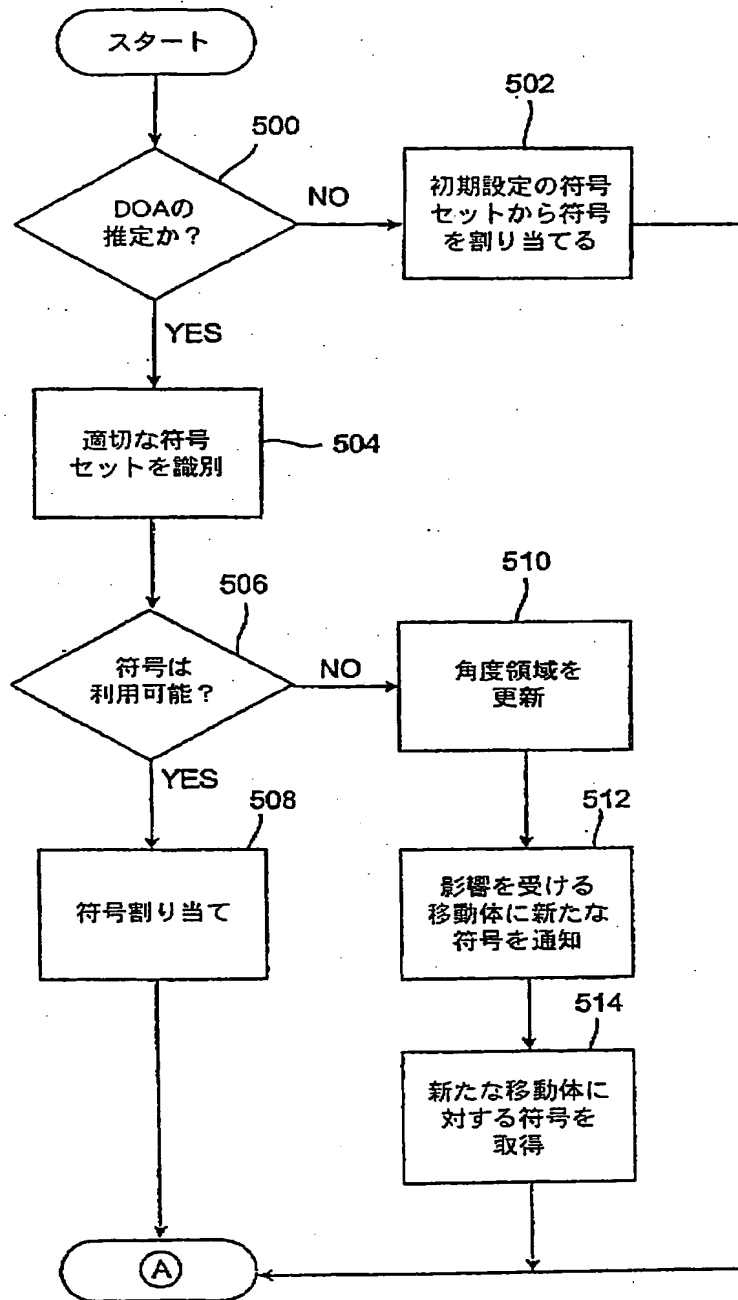 スタート
500
DOAの
推定か？
NO
502
初期設定の符号
セットから符号
を割り当てる
YES
適切な符号
セットを識別
504
506
符号は
利用可能？
NO
510
角度領域を
更新
YES
508
符号割り当て
512
影響を受ける
移動体に新たな
符号を通知
514
新たな移動体に
対する符号を
取得
A